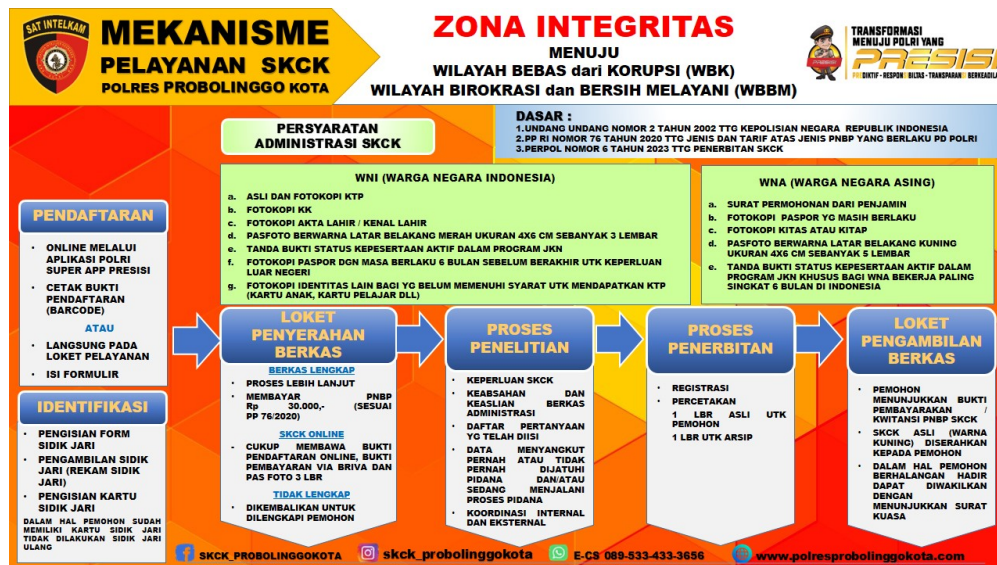 SAT INTELKAM
MEKANISME
PELAYANAN SKCK
POLRES PROBOLINGGO KOTA
ZONA INTEGRITAS
MENUJU
WILAYAH BEBAS dari KORUPSI (WBK)
WILAYAH BIROKRASI dan BERSIH MELAYANI (WBBM)
TRANSFORMASI
MENUJU POLRI YANG
PRESISI
DIKTIF - RESPON BILTAS - TRANSPARAN BERKEADILA
DASAR :
1.UNDANG UNDANG NOMOR 2 TAHUN 2002 TTG KEPOLISIAN NEGARA REPUBLIK INDONESIA
2.PP RI NOMOR 76 TAHUN 2020 TTG JENIS DAN TARIF ATAS JENIS PNBP YANG BERLAKU PD POLRI
3.PERPOL NOMOR 6 TAHUN 2023 TTG PENERBITAN SKCK
PERSYARATAN
ADMINISTRASI SKCK
WNI (WARGA NEGARA INDONESIA)
a. ASLI DAN FOTOKOPI KTP
b. FOTOKOPI KK
c. FOTOKOPI AKTA LAHIR / KENAL LAHIR
d. PASFOTO BERWARNA LATAR BELAKANG MERAH UKURAN 4X6 CM SEBANYAK 3 LEMBAR
e. TANDA BUKTI STATUS KEPESERTAAN AKTIF DALAM PROGRAM JKN
f. FOTOKOPI PASPOR DGN MASA BERLAKU 6 BULAN SEBELUM BERAKHIR UTK KEPERLUAN
LUAR NEGERI
g. FOTOKOPI IDENTITAS LAIN BAGI YG BELUM MEMENUHI SYARAT UTK MENDAPATKAN KTP
(KARTU ANAK, KARTU PELAJAR DLL)
WNA (WARGA NEGARA ASING)
a. SURAT PERMOHONAN DARI PENJAMIN
b. FOTOKOPI PASPOR YG MASIH BERLAKU
c. FOTOKOPI KITAS ATAU KITAP
d. PASFOTO BERWARNA LATAR BELAKANG KUNING
UKURAN 4X6 CM SEBANYAK 5 LEMBAR
e. TANDA BUKTI STATUS KEPESERTAAN AKTIF DALAM
PROGRAM JKN KHUSUS BAGI WNA BEKERJA PALING
SINGKAT 6 BULAN DI INDONESIA
PENDAFTARAN
• ONLINE MELALUI
APLIKASI POLRI
SUPER APP PRESISI
• CETAK BUKTI
PENDAFTARAN
(BARCODE)
ATAU
• LANGSUNG PADA
LOKET PELAYANAN
• ISI FORMULIR
IDENTIFIKASI
• PENGISIAN FORM
SIDIK JARI
• PENGAMBILAN SIDIK
JARI (REKAM SIDIK
JARI)
• PENGISIAN KARTU
SIDIK JARI
DALAM HAL PEMOHON SUDAH
MEMILIKI KARTU SIDIK JARI
TIDAK DILAKUKAN SIDIK JARI
ULANG
LOKET
PENYERAHAN
BERKAS
BERKAS LENGKAP
• PROSES LEBIH LANJUT
• MEMBAYAR PNBP
Rp 30.000,- (SESUAI
PP 76/2020)
SKCK ONLINE
• CUKUP MEMBAWA BUKTI
PENDAFTARAN ONLINE, BUKTI
PEMBAYARAN VIA BRIVA DAN
PAS FOTO 3 LBR
TIDAK LENGKAP
• DIKEMBALIKAN UNTUK
DILENGKAPI PEMOHON
PROSES
PENELITIAN
• KEPERLUAN SKCK
• KEABSAHAN DAN
KEASLIAN BERKAS
ADMINISTRASI
• DAFTAR PERTANYAAN
YG TELAH DIISI
• DATA MENYANGKUT
PERNAH ATAU TIDAK
PERNAH DIJATUHI
PIDANA DAN/ATAU
SEDANG MENJALANI
PROSES PIDANA
• KOORDINASI INTERNAL
DAN EKSTERNAL
PROSES
PENERBITAN
• REGISTRASI
• PERCETAKAN
1 LBR ASLI UTK
PEMOHON
1 LBR UTK ARSIP
LOKET
PENGAMBILAN
BERKAS
• PEMOHON
MENUNJUKKAN BUKTI
PEMBAYARAKAN /
KWITANSI PNBP SKCK
• SKCK ASLI (WARNA
KUNING) DISERAHKAN
KEPADA PEMOHON
• DALAM HAL PEMOHON
BERHALANGAN HADIR
DAPAT DIWAKILKAN
DENGAN
MENUNJUKKAN SURAT
KUASA
SKCK_PROBOLINGGOKOTA
skck_probolinggokota
E-CS 089-533-433-3656
www.polresprobolinggokota.com